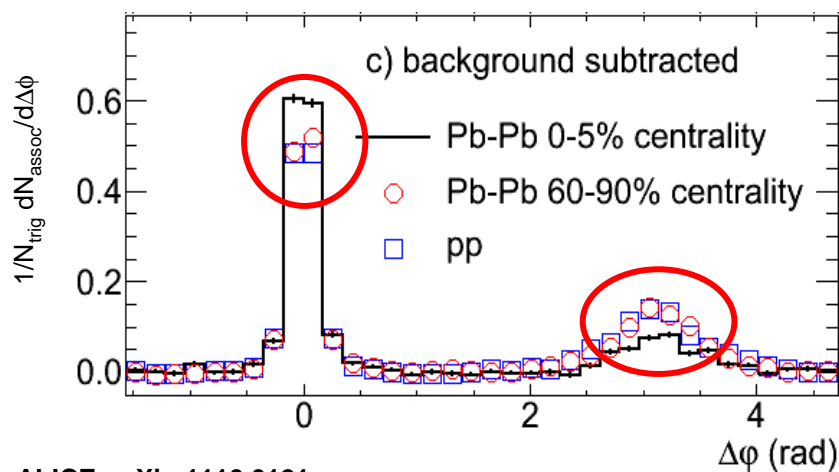 c) background subtracted
Pb-Pb 0-5% centrality
Pb-Pb 60-90% centrality
pp
1/N_trig dN_assoc/dΔφ
0.6
0.4
0.2
0.0
0 2 4
Δφ (rad)